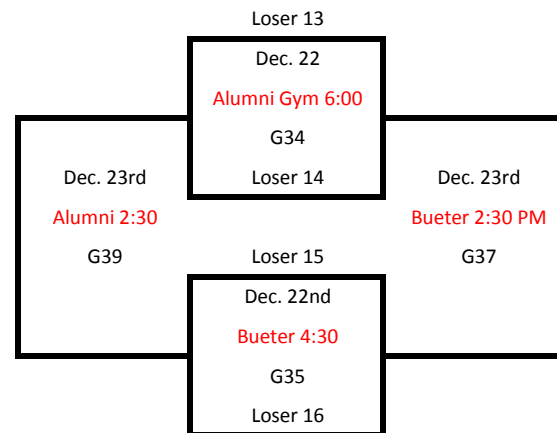 Loser 13
Dec. 22
Alumni Gym 6:00
G34
Loser 14
Dec. 23rd
Alumni 2:30
G39
Dec. 23rd
Bueter 2:30 PM
G37
Loser 15
Dec. 22nd
Bueter 4:30
G35
Loser 16